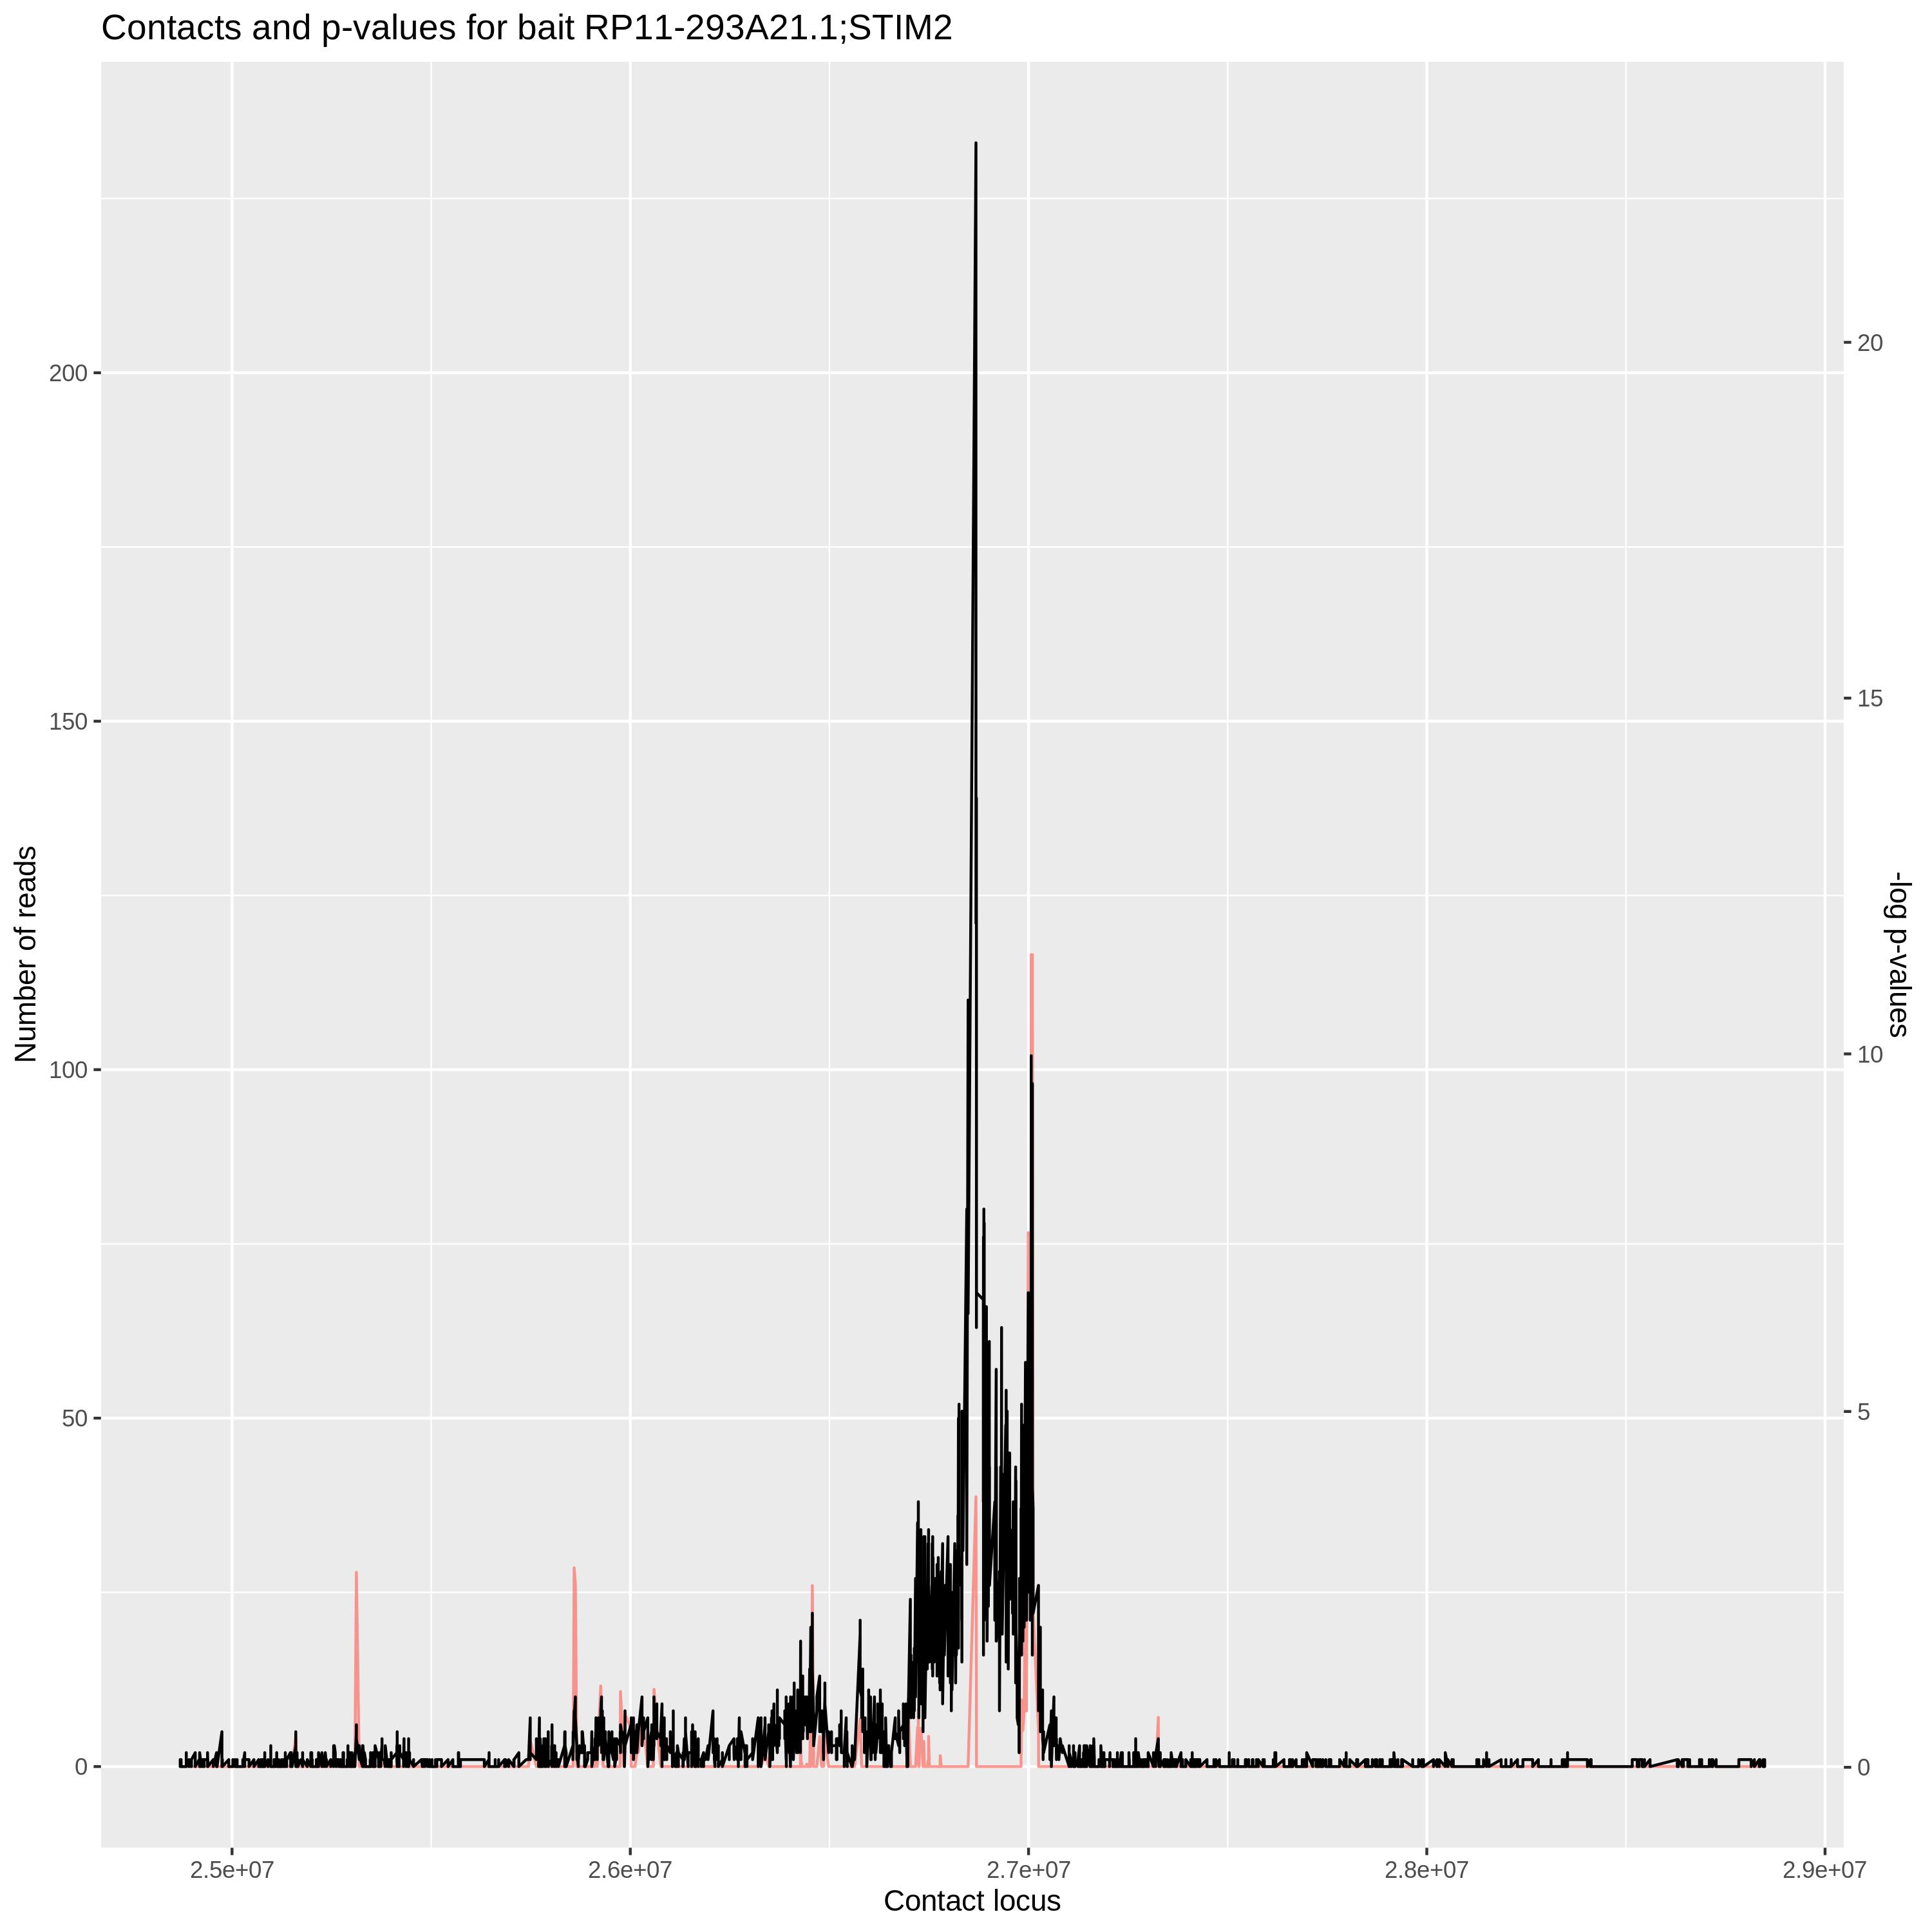 Contacts and p-values for bait RP11-293A21.1;STIM2
Number of reads
200
150
100
50
0
20
15
10
5
0
-log p-values
2.5e+07 2.6e+07 2.7e+07 2.8e+07 2.9e+07
Contact locus